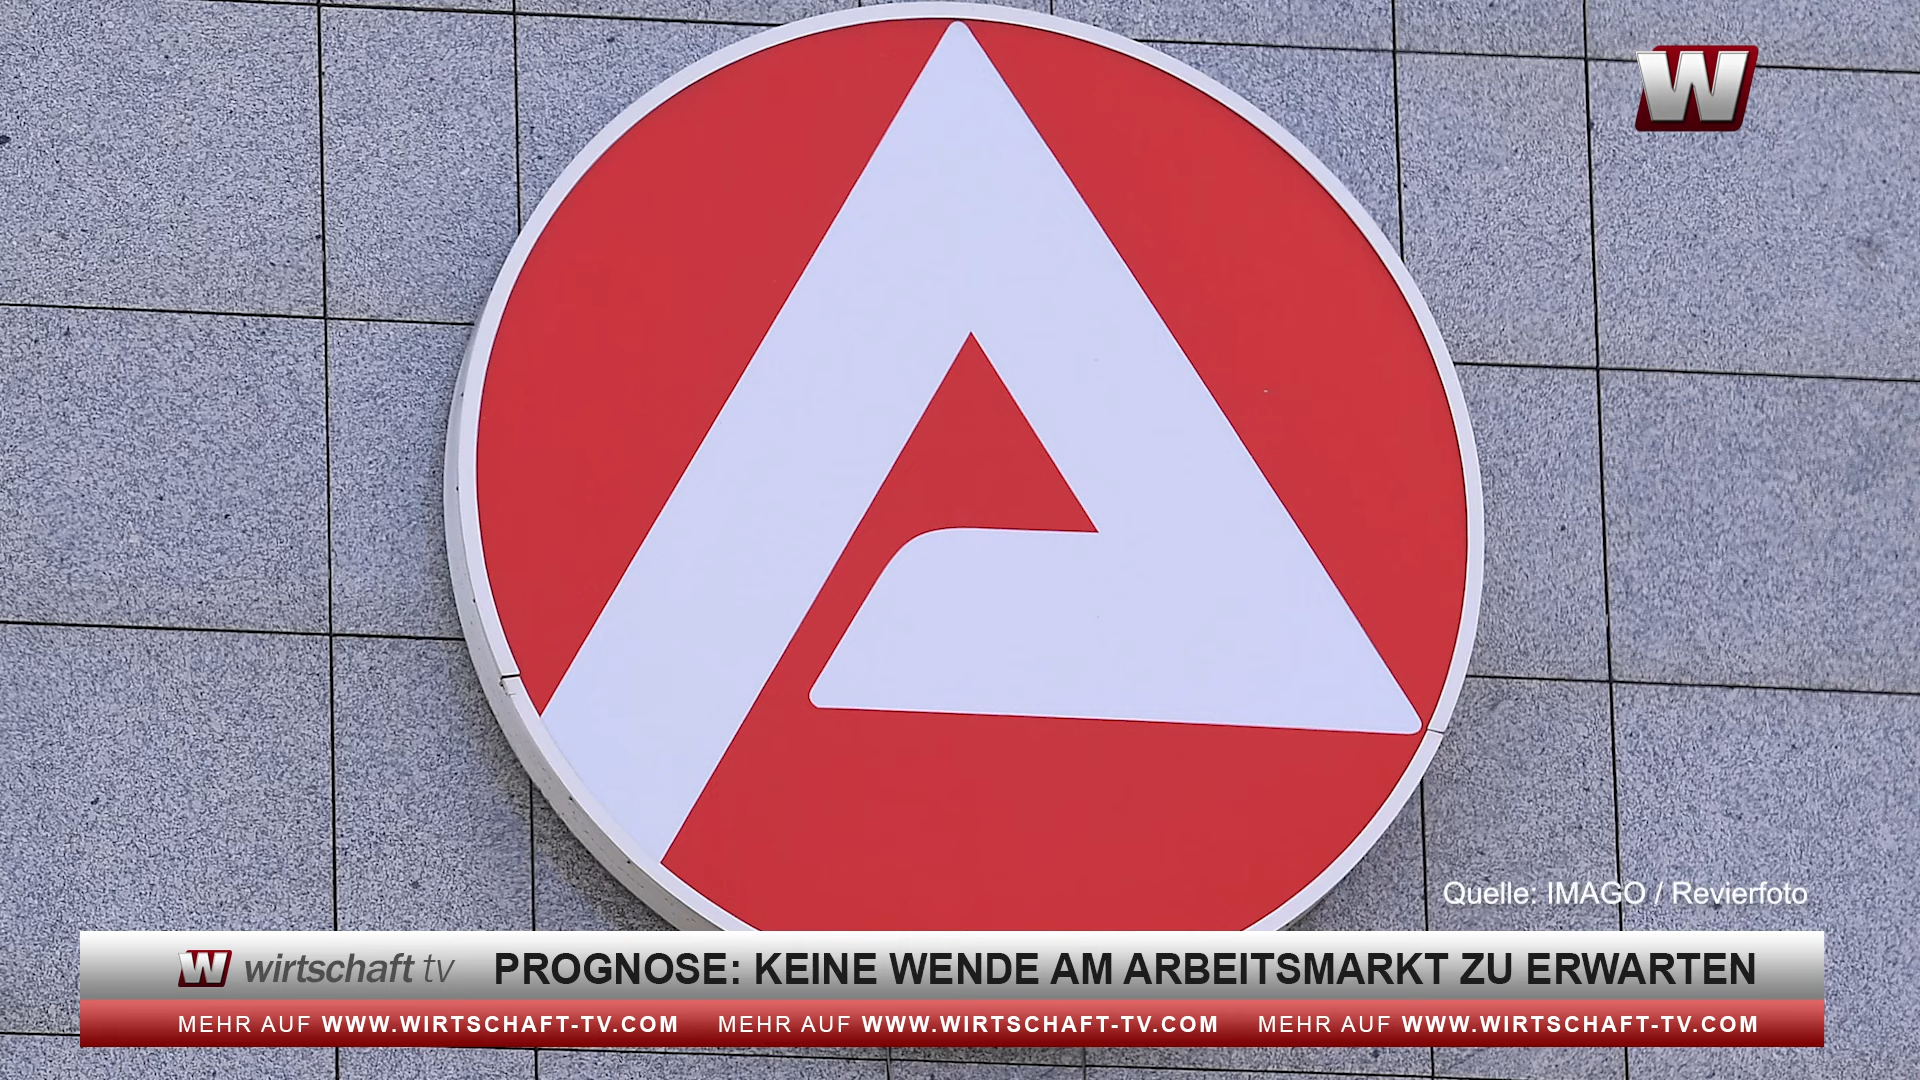 W
Quelle: IMAGO / Revierfoto
W wirtschaft tv PROGNOSE: KEINE WENDE AM ARBEITSMARKT ZU ERWARTEN
MEHR AUF WWW.WIRTSCHAFT-TV.COM MEHR AUF WWW.WIRTSCHAFT-TV.COM MEHR AUF WWW.WIRTSCHAFT-TV.COM